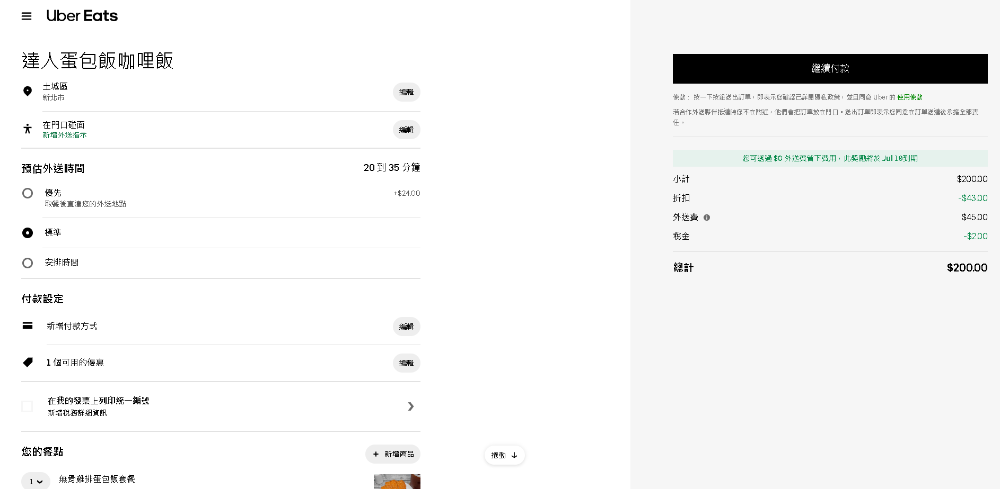 Uber Eats
達人蛋包飯咖哩飯
土城區
新北市
編輯
在門口碰面
新增外送指示
編輯
預估外送時間
20 到 35 分鐘
優先
+$24.00
取餐後直達您的外送地點
標準
安排時間
付款設定
新增付款方式
編輯
1 個可用的優惠
編輯
在我的發票上列印統一編號
新增稅務詳細資訊
您的餐點
+ 新增商品
1
無骨雞排蛋包飯套餐
捲動
繼續付款
條款： 按一下按鈕送出訂單，即表示您確認已詳閱隱私政策，並且同意 Uber 的 使用條款
若合作外送夥伴抵達時您不在附近，他們會把訂單放在門口。送出訂單即表示您同意在訂單送達後承擔全部責
任。
您可透過 $0 外送費省下費用，此獎勵將於 Jul 19到期
小計
$200.00
折扣
-$43.00
外送費
$45.00
稅金
-$2.00
總計
$200.00